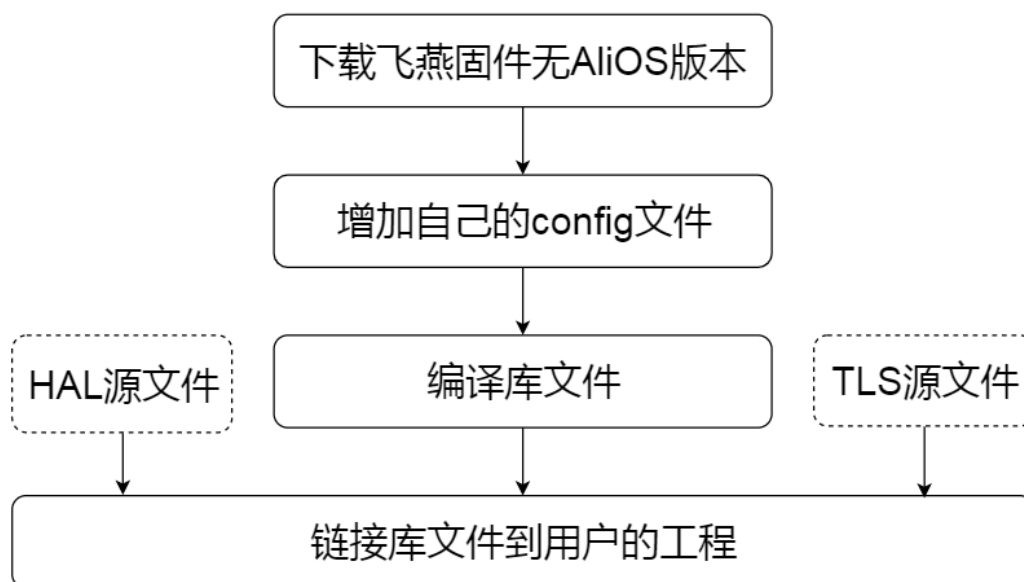 下载飞燕固件无AliOS版本
增加自己的config文件
HAL源文件
编译库文件
TLS源文件
链接库文件到用户的工程